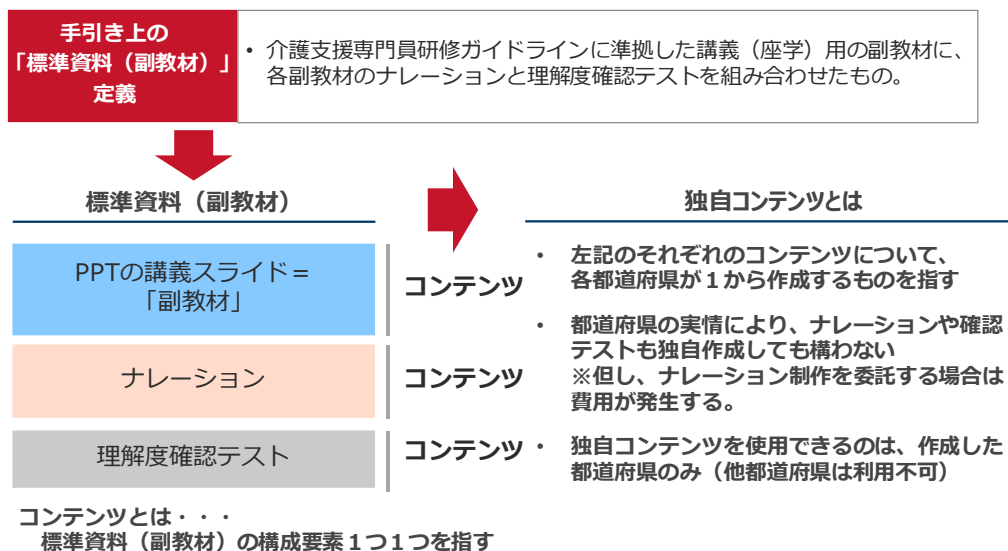 手引き上の
「標準資料（副教材）」
定義
• 介護支援専門員研修ガイドラインに準拠した講義（座学）用の副教材に、
各副教材のナレーションと理解度確認テストを組み合わせたもの。
標準資料（副教材）
PPTの講義スライド＝
「副教材」
コンテンツ
ナレーション
コンテンツ
理解度確認テスト
コンテンツ
コンテンツとは・・・
標準資料（副教材）の構成要素１つ１つを指す
独自コンテンツとは
• 左記のそれぞれのコンテンツについて、
各都道府県が１から作成するものを指す
• 都道府県の実情により、ナレーションや確認
テストも独自作成しても構わない
※但し、ナレーション制作を委託する場合は
費用が発生する。
• 独自コンテンツを使用できるのは、作成した
都道府県のみ（他都道府県は利用不可）